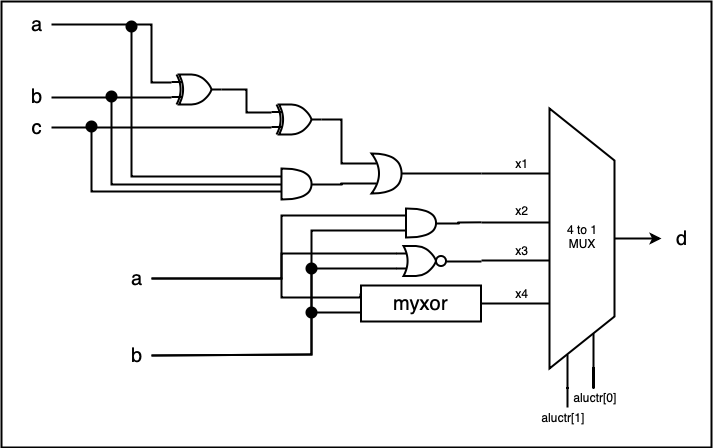 a
b
c
x1
x2
4 to 1
MUX
d
x3
a
myxor
x4
b
aluctr[0]
aluctr[1]